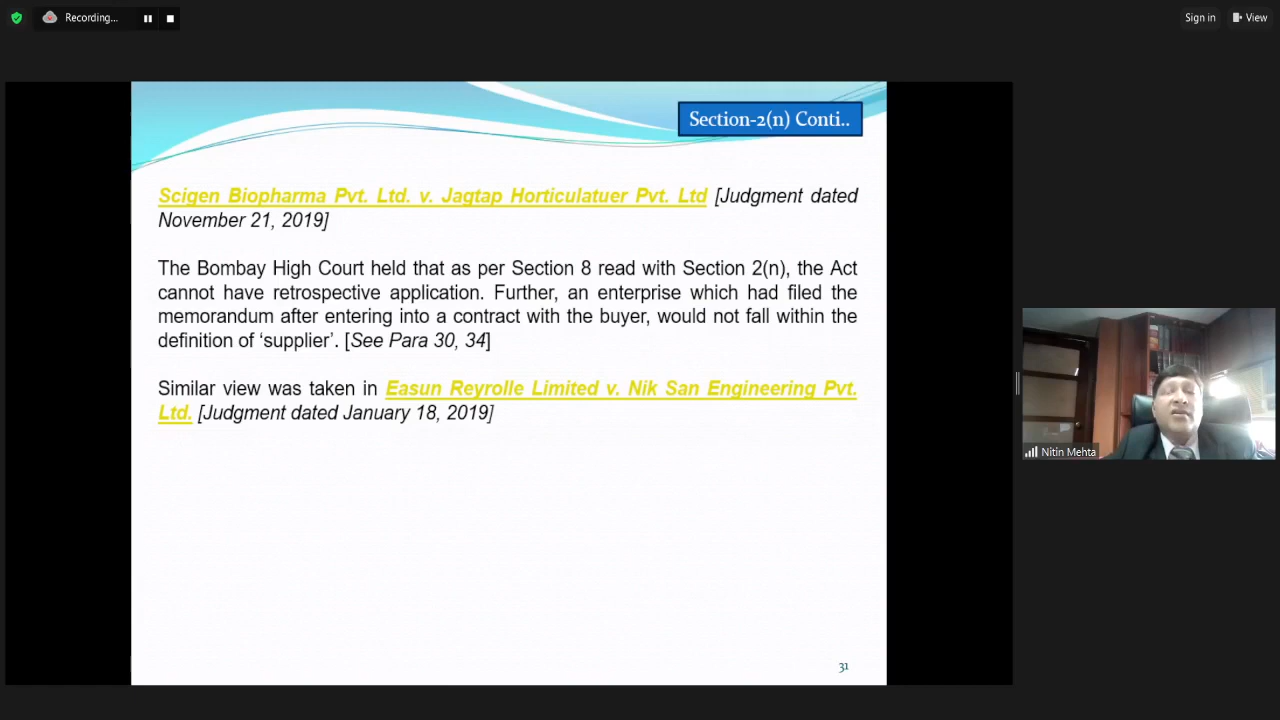 Recording...
Sign in
View
Section-2(n) Conti..
Scigen Biopharma Pvt. Ltd. v. Jagtap Horticulatuer Pvt. Ltd [Judgment dated
November 21, 2019]
The Bombay High Court held that as per Section 8 read with Section 2(n), the Act
cannot have retrospective application. Further, an enterprise which had filed the
memorandum after entering into a contract with the buyer, would not fall within the
definition of ‘supplier’. [See Para 30, 34]
Similar view was taken in Easun Reyrolle Limited v. Nik San Engineering Pvt.
Ltd. [Judgment dated January 18, 2019]
Nitin Mehta
31